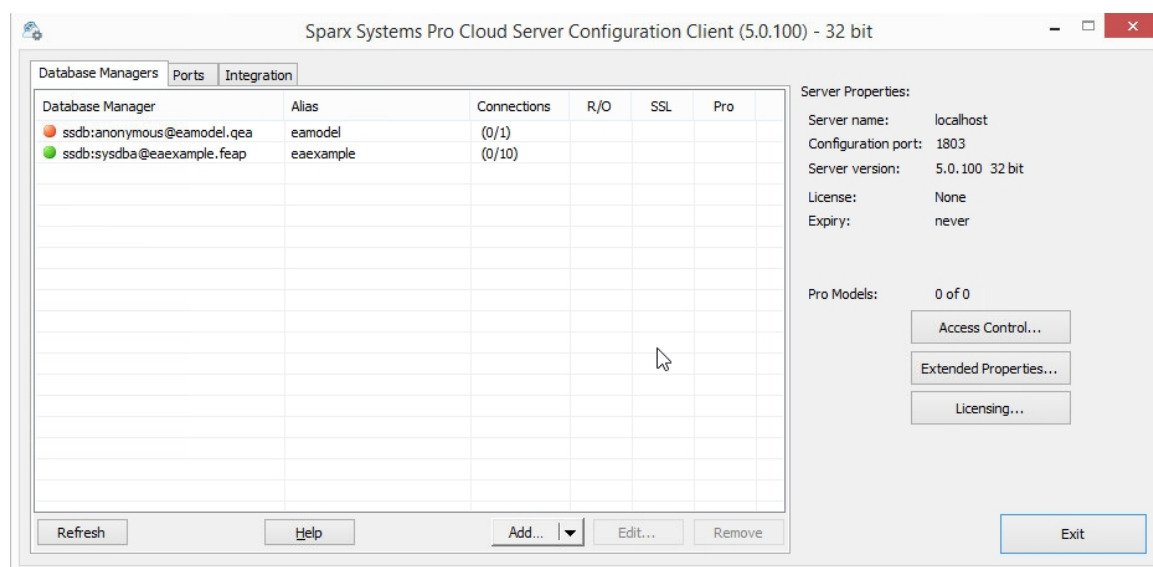 Sparx Systems Pro Cloud Server Configuration Client (5.0.100) - 32 bit
Database Managers Ports Integration
Database Manager Alias Connections R/O SSL Pro
ssdb:anonymous@eamodel.qea eamodel (0/1)
ssdb:sysdba@eaexample.feap eaexample (0/10)
Server Properties:
Server name: localhost
Configuration port: 1803
Server version: 5.0.100 32 bit
License: None
Expiry: never
Pro Models: 0 of 0
Access Control...
Extended Properties...
Licensing...
Refresh Help Add... Edit... Remove
Exit